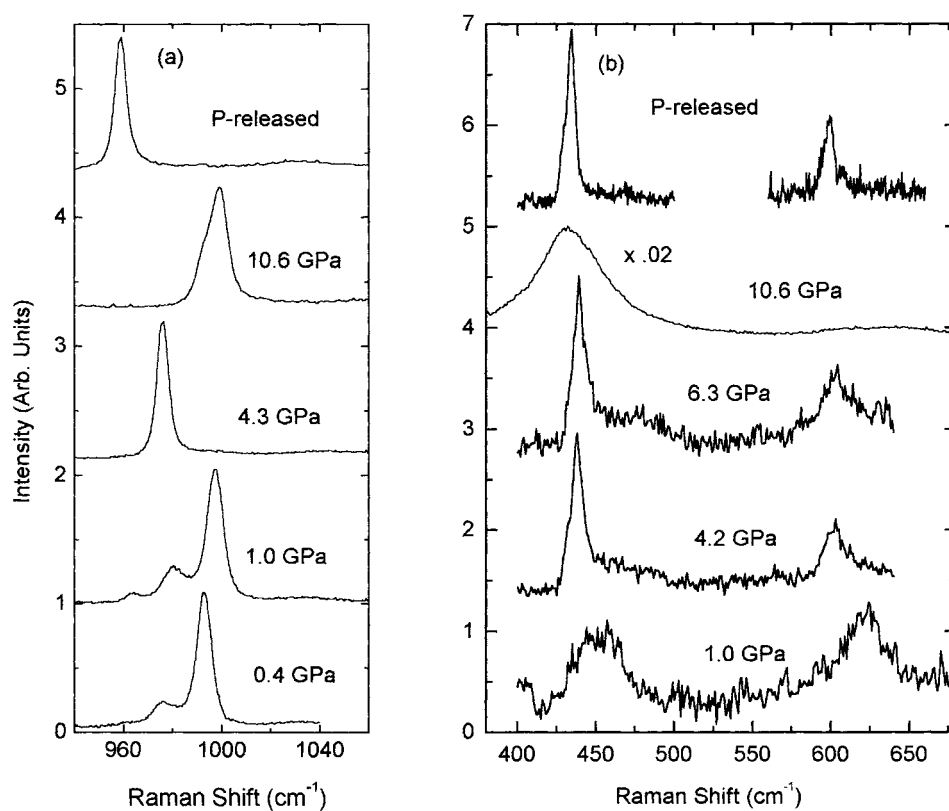 (a)
P-released
10.6 GPa
4.3 GPa
1.0 GPa
0.4 GPa
5
4
3
2
1
0
Intensity (Arb. Units)
960 1000 1040
Raman Shift (cm-1)
(b)
P-released
x .02
10.6 GPa
6.3 GPa
4.2 GPa
1.0 GPa
7
6
5
4
3
2
1
0
400 450 500 550 600 650
Raman Shift (cm-1)